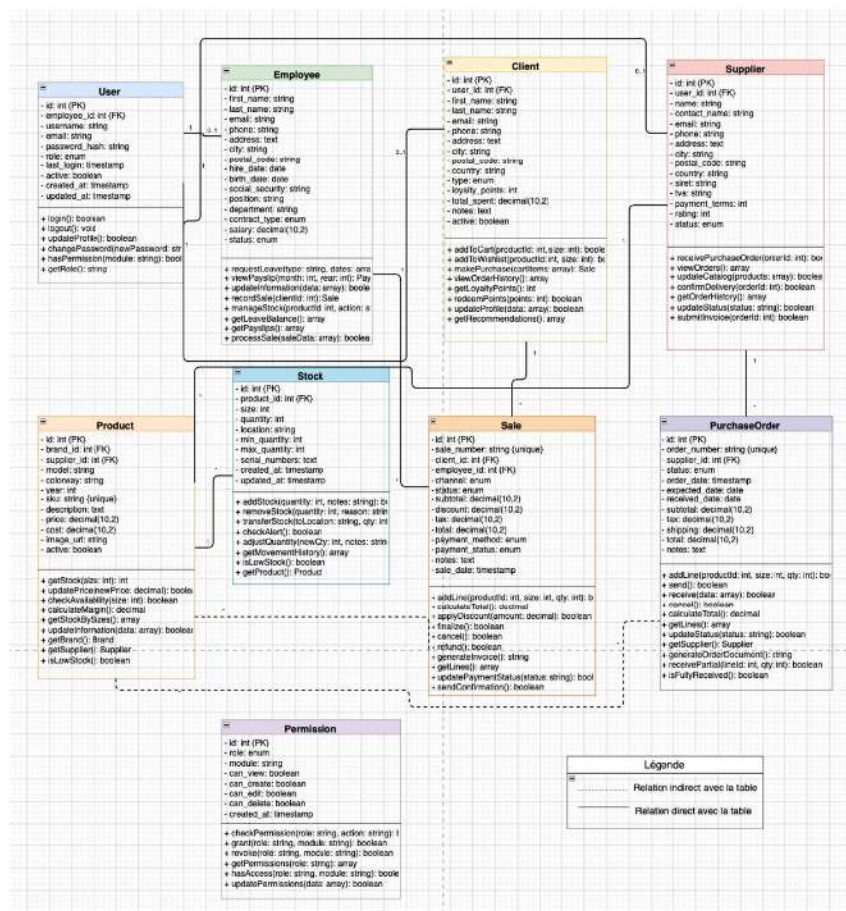 User
- id: int {PK}
- employee_id: int {FK}
- username: string
- email: string
- password_hash: string
- role: enum
- last_login: timestamp
- active: boolean
- created_at: timestamp
- updated_at: timestamp
+ login(): boolean
+ logout(): void
+ updateProfile(): boolean
+ changePassword(newPassword: str
+ hasPermission(module: string): bool
+ getRole(): string
Employee
- id: int {PK}
- first_name: string
- last_name: string
- email: string
- phone: string
- address: text
- city: string
- postal_code: string
- hire_date: date
- birth_date: date
- social_security: string
- position: string
- department: string
- contract_type: enum
- salary: decimal(10,2)
- status: enum
+ requestLeave(type: string, dates: arra
+ viewPayslip(month: int, year: int): Pay
+ updateInformation(data: array): boole
+ recordSale(clientId: int): Sale
+ manageStock(productId: int, action: s
+ getLeaveBalance(): array
+ getPayslips(): array
+ processSale(saleData: array): boolea
Client
- id: int {PK}
- user_id: int {FK}
- first_name: string
- last_name: string
- email: string
- phone: string
- address: text
- city: string
- postal_code: string
- country: string
- type: enum
- loyalty_points: int
- total_spent: decimal(10,2)
- notes: text
- active: boolean
+ addToCart(productId: int, size: int): boole
+ addToWishlist(productId: int, size: int): bo
+ makePurchase(cartItems: array): Sale
+ viewOrderHistory(): array
+ getLoyaltyPoints(): int
+ redeemPoints(points: int): boolean
+ updateProfile(data: array): boolean
+ getRecommendations(): array
Supplier
- id: int {PK}
- user_id: int {FK}
- name: string
- contact_name: string
- email: string
- phone: string
- address: text
- city: string
- postal_code: string
- country: string
- siret: string
- tva: string
- payment_terms: int
- rating: int
- status: enum
+ receivePurchaseOrder(orderId: int): bo
+ viewOrders(): array
+ updateCatalog(products: array): boolea
+ confirmDelivery(orderId: int): boolean
+ getOrderHistory(): array
+ updateStatus(status: string): boolean
+ submitInvoice(orderId: int): boolean
Product
- id: int {PK}
- brand_id: int {FK}
- supplier_id: int {FK}
- model: string
- colorway: string
- year: int
- sku: string {unique}
- description: text
- price: decimal(10,2)
- cost: decimal(10,2)
- image_url: string
- active: boolean
+ getStock(size: int): int
+ updatePrice(newPrice: decimal): boolea
+ checkAvailability(size: int): boolean
+ calculateMargin(): decimal
+ getStockBySizes(): array
+ updateInformation(data: array): boolea
+ getBrand(): Brand
+ getSupplier(): Supplier
+ isLowStock(): boolean
Stock
- id: int {PK}
- product_id: int {FK}
- size: int
- quantity: int
- location: string
- min_quantity: int
- max_quantity: int
- serial_numbers: text
- created_at: timestamp
- updated_at: timestamp
+ addStock(quantity: int, notes: string): b
+ removeStock(quantity: int, reason: strin
+ transferStock(toLocation: string, qty: int
+ checkAlert(): boolean
+ adjustQuantity(newQty: int, notes: strin
+ getMovementHistory(): array
+ isLowStock(): boolean
+ getProduct(): Product
Sale
- id: int {PK}
- sale_number: string {unique}
- client_id: int {FK}
- employee_id: int {FK}
- channel: enum
- status: enum
- subtotal: decimal(10,2)
- discount: decimal(10,2)
- tax: decimal(10,2)
- total: decimal(10,2)
- payment_method: enum
- payment_status: enum
- notes: text
- sale_date: timestamp
+ addLine(productId: int, size: int, qty: int): b
+ calculateTotal(): decimal
+ applyDiscount(amount: decimal): boolean
+ finalize(): boolean
+ cancel(): boolean
+ refund(): boolean
+ generateInvoice(): string
+ getLines(): array
+ updatePaymentStatus(status: string): bool
+ sendConfirmation(): boolean
PurchaseOrder
- id: int {PK}
- order_number: string {unique}
- supplier_id: int {FK}
- status: enum
- order_date: timestamp
- expected_date: date
- received_date: date
- subtotal: decimal(10,2)
- tax: decimal(10,2)
- shipping: decimal(10,2)
- total: decimal(10,2)
- notes: text
+ addLine(productId: int, size: int, qty: int): bo
+ send(): boolean
+ receive(data: array): boolean
+ cancel(): boolean
+ calculateTotal(): decimal
+ getLines(): array
+ updateStatus(status: string): boolean
+ getSupplier(): Supplier
+ generateOrderDocument(): string
+ receivePartial(lineId: int, qty: int): boolean
+ isFullyReceived(): boolean
Permission
- id: int {PK}
- role: enum
- module: string
- can_view: boolean
- can_create: boolean
- can_edit: boolean
- can_delete: boolean
- created_at: timestamp
+ checkPermission(role: string, action: string): b
+ grant(role: string, module: string): boolean
+ revoke(role: string, module: string): boolean
+ getPermissions(role: string): array
+ hasAccess(role: string, module: string): boole
+ updatePermissions(data: array): boolean
Légende
Relation indirect avec la table
Relation direct avec la table